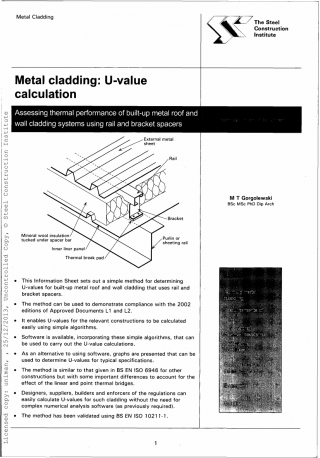 Metal Cladding
The Steel
Construction
Institute
Metal cladding: U-value
calculation
Assessing thermal performance of built-up metal roof and
wall cladding systems using rail and bracket spacers
External metal
sheet
Rail
M T Gorgolewski
BSc MSc PhD Dip Arch
Bracket
Mineral wool insulation
tucked under spacer bar
Purlin or
sheeting rail
Inner liner panel
Thermal break pad
• This Information Sheet sets out a simple method for determining
U-values for built-up metal roof and wall cladding that uses rail and
bracket spacers.
• The method can be used to demonstrate compliance with the 2002
editions of Approved Documents L1 and L2.
• It enables U-values for the relevant constructions to be calculated
easily using simple algorithms.
• Software is available, incorporating these simple algorithms, that can
be used to carry out the U-value calculations.
• As an alternative to using software, graphs are presented that can be
used to determine U-values for typical specifications.
• The method is similar to that given in BS EN ISO 6946 for other
constructions but with some important differences to account for the
effect of the linear and point thermal bridges.
• Designers, suppliers, builders and enforcers of the regulations can
easily calculate U-values for such cladding without the need for
complex numerical analysis software (as previously required).
• The method has been validated using BS EN ISO 10211-1.
1
Licensed copy: uniman, , 25/12/2013, Uncontrolled Copy, © Steel Construction Institute